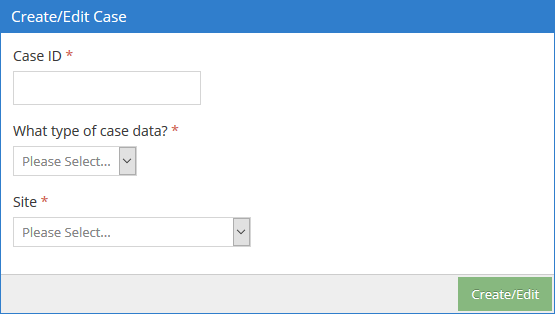 Create/Edit Case
Case ID *
What type of case data? *
Please Select...
Site *
Please Select...
Create/Edit